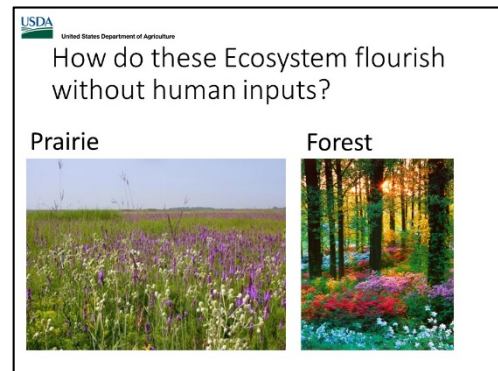 USDA
United States Department of Agriculture
How do these Ecosystem flourish
without human inputs?
Prairie
Forest